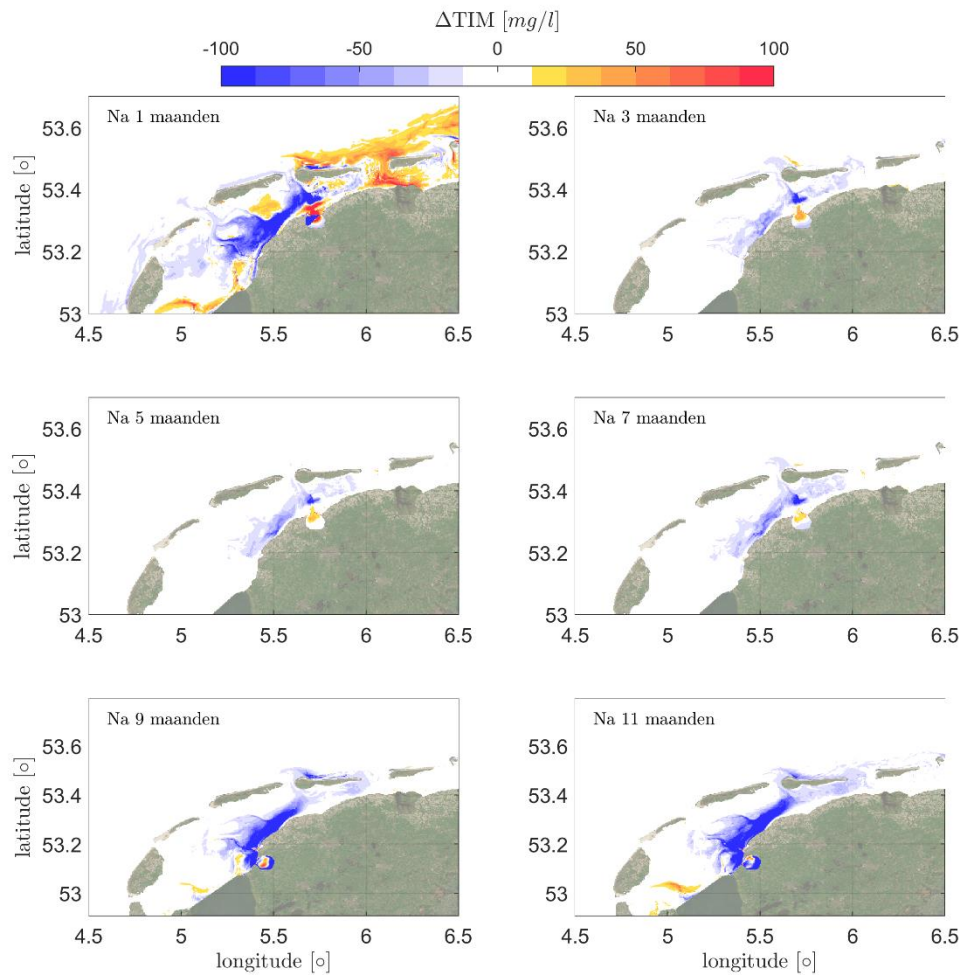 ΔTIM [mg/l]
-100 -50 0 50 100
Na 1 maanden
Na 3 maanden
latitude [○]
53.6
53.4
53.2
53
4.5 5 5.5 6 6.5
53.6
53.4
53.2
53
4.5 5 5.5 6 6.5
Na 5 maanden
Na 7 maanden
latitude [○]
53.6
53.4
53.2
53
4.5 5 5.5 6 6.5
53.6
53.4
53.2
53
4.5 5 5.5 6 6.5
Na 9 maanden
Na 11 maanden
latitude [○]
53.6
53.4
53.2
53
4.5 5 5.5 6 6.5
longitude [○]
53.6
53.4
53.2
53
4.5 5 5.5 6 6.5
longitude [○]